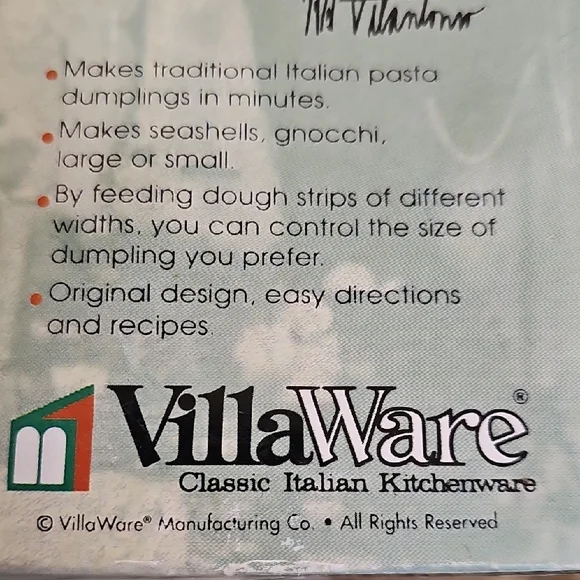 • Makes traditional Italian pasta
dumplings in minutes.
• Makes seashells, gnocchi,
large or small.
• By feeding dough strips of different
widths, you can control the size of
dumpling you prefer.
• Original design, easy directions
and recipes.
VillaWare®
Classic Italian Kitchenware
© VillaWare® Manufacturing Co. • All Rights Reserved